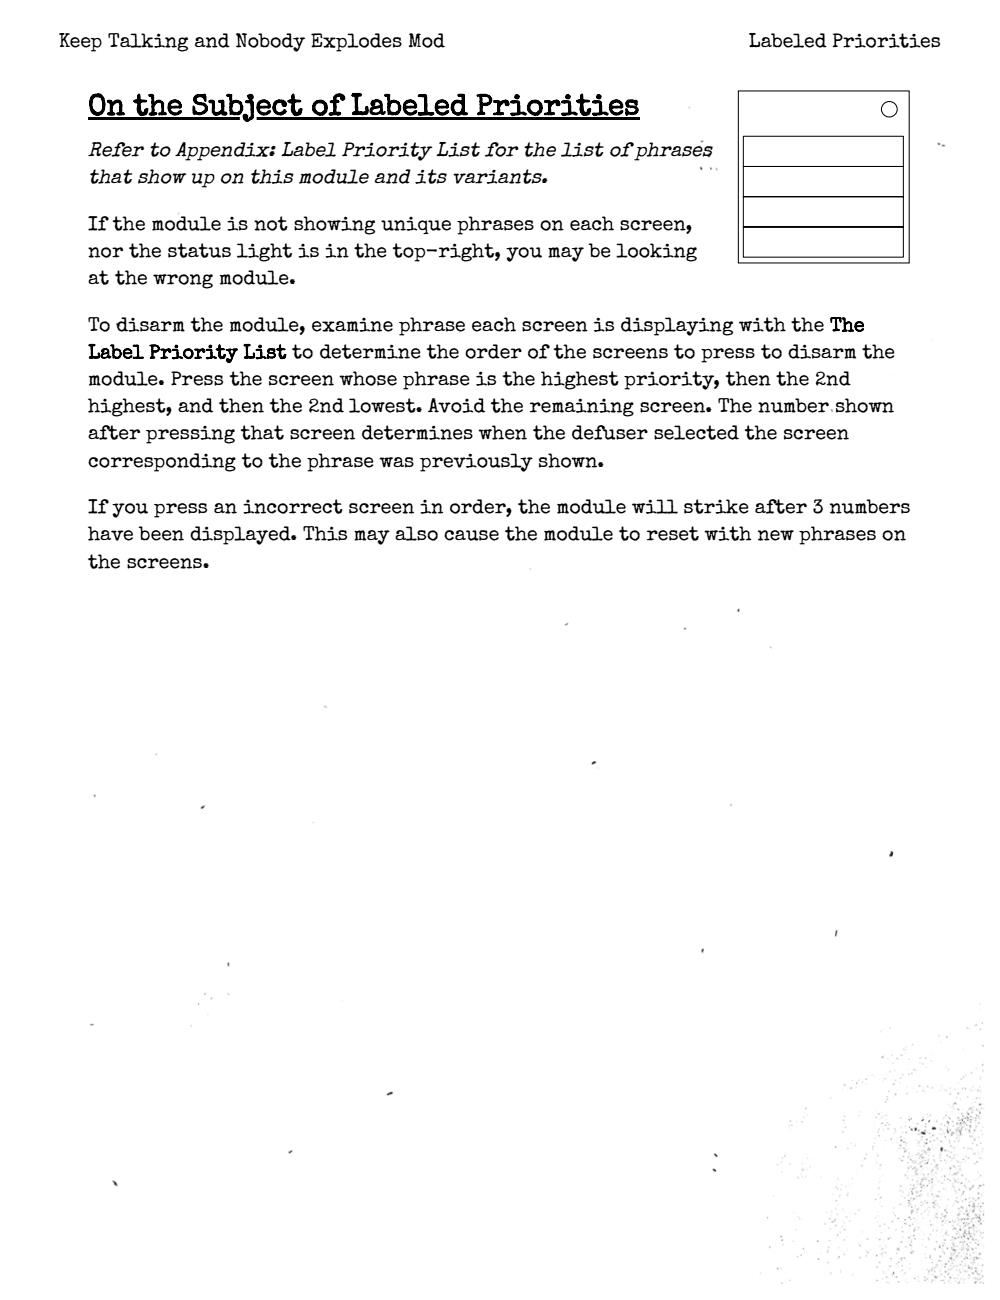 Keep Talking and Nobody Explodes Mod
Labeled Priorities
On the Subject of Labeled Priorities
Refer to Appendix: Label Priority List for the list of phrases
that show up on this module and its variants.
If the module is not showing unique phrases on each screen,
nor the status light is in the top-right, you may be looking
at the wrong module.
To disarm the module, examine phrase each screen is displaying with the The
Label Priority List to determine the order of the screens to press to disarm the
module. Press the screen whose phrase is the highest priority, then the 2nd
highest, and then the 2nd lowest. Avoid the remaining screen. The number shown
after pressing that screen determines when the defuser selected the screen
corresponding to the phrase was previously shown.
If you press an incorrect screen in order, the module will strike after 3 numbers
have been displayed. This may also cause the module to reset with new phrases on
the screens.